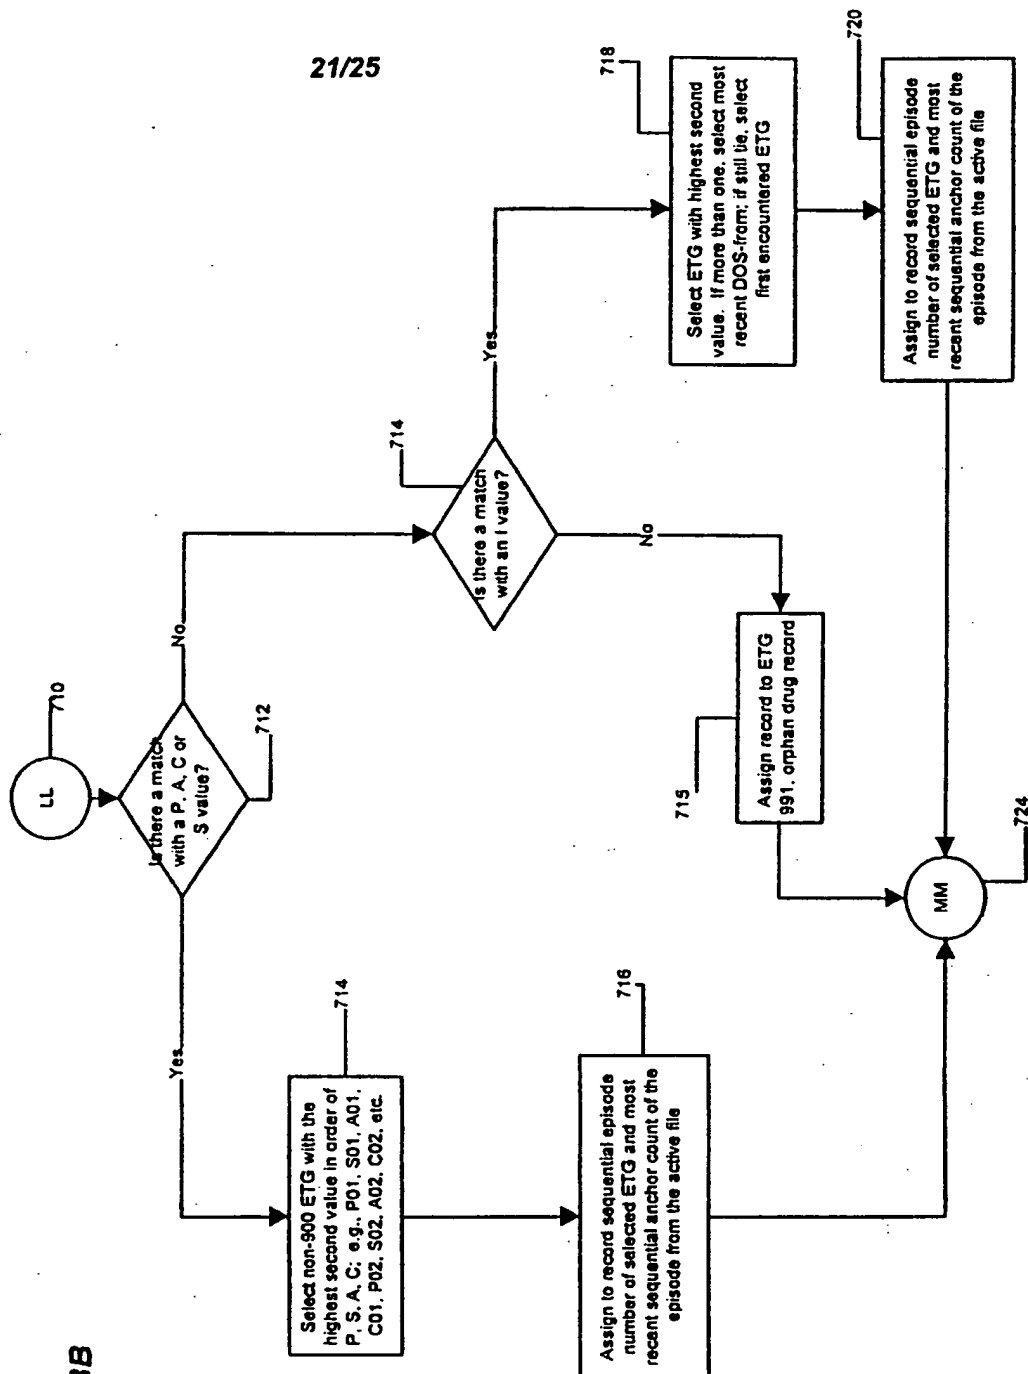 21/25
LL
710
Is there a match
with a P, A, C or
S value?
712
Yes
No
Select non-900 ETG with the
highest second value in order of
P, S, A, C; e.g., P01, S01, A01,
C01, P02, S02, A02, C02, etc.
714
Assign to record sequential episode
number of selected ETG and most
recent sequential anchor count of the
episode from the active file
716
Is there a match
with an I value?
714
No
Yes
Assign record to ETG
991, orphan drug record
715
Select ETG with highest second
value. If more than one, select most
recent DOS-from; if still tie, select
first encountered ETG
718
Assign to record sequential episode
number of selected ETG and most
recent sequential anchor count of the
episode from the active file
720
MM
724